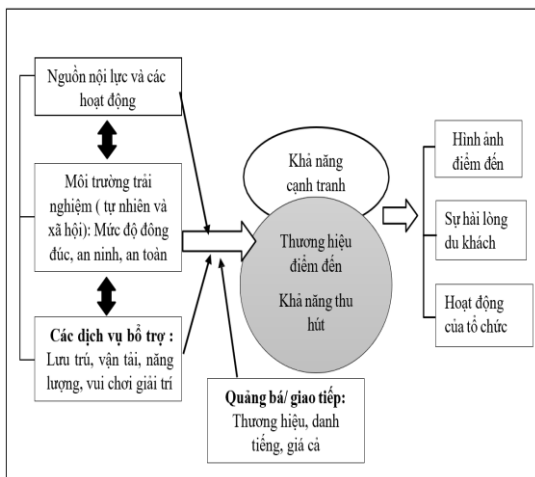 Nguồn nội lực và các
hoạt động
Môi trường trải
nghiệm ( tự nhiên và
xã hội): Mức độ đông
đúc, an ninh, an toàn
Các dịch vụ bổ trợ :
Lưu trú, vận tải, năng
lượng, vui chơi giải trí
Khả năng
cạnh tranh
Thương hiệu
điểm đến
Khả năng thu
hút
Quảng bá/ giao tiếp:
Thương hiệu, danh
tiếng, giá cả
Hình ảnh
điểm đến
Sự hài lòng
du khách
Hoạt động
của tổ chức